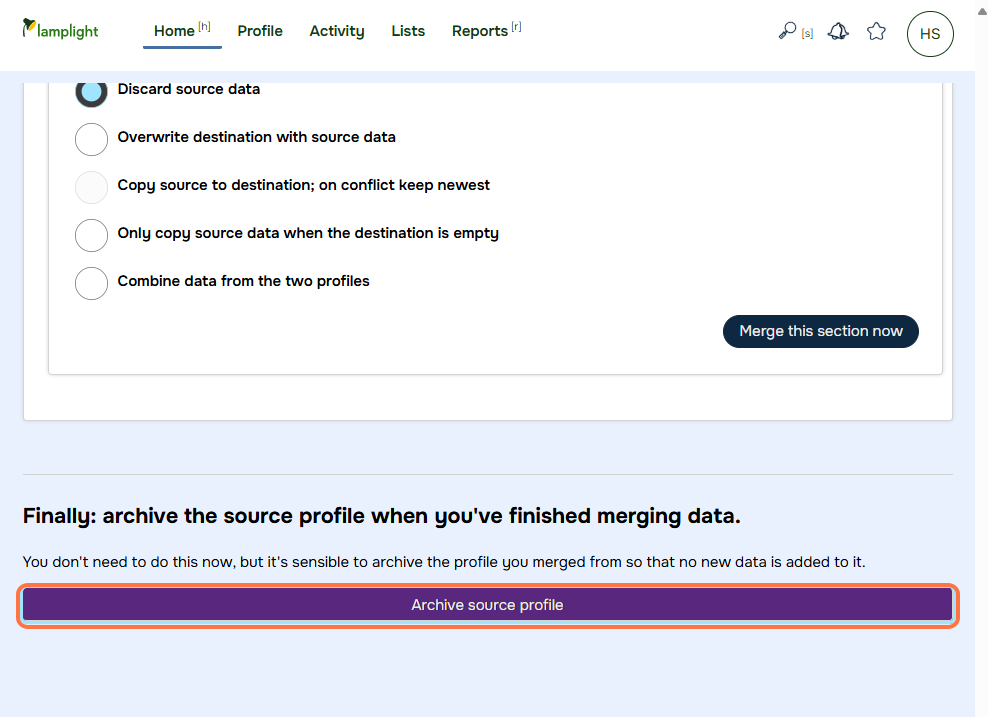 lamplight
Home [h] Profile Activity Lists Reports [r] [s] HS
Discard source data
Overwrite destination with source data
Copy source to destination; on conflict keep newest
Only copy source data when the destination is empty
Combine data from the two profiles
Merge this section now
Finally: archive the source profile when you've finished merging data.
You don't need to do this now, but it's sensible to archive the profile you merged from so that no new data is added to it.
Archive source profile